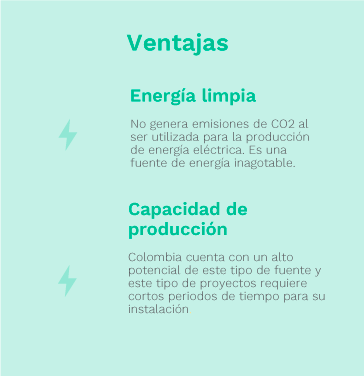 Ventajas
Energía limpia
No genera emisiones de CO2 al
ser utilizada para la producción
de energía eléctrica. Es una
fuente de energía inagotable.
Capacidad de
producción
Colombia cuenta con un alto
potencial de este tipo de fuente y
este tipo de proyectos requiere
cortos periodos de tiempo para su
instalación.